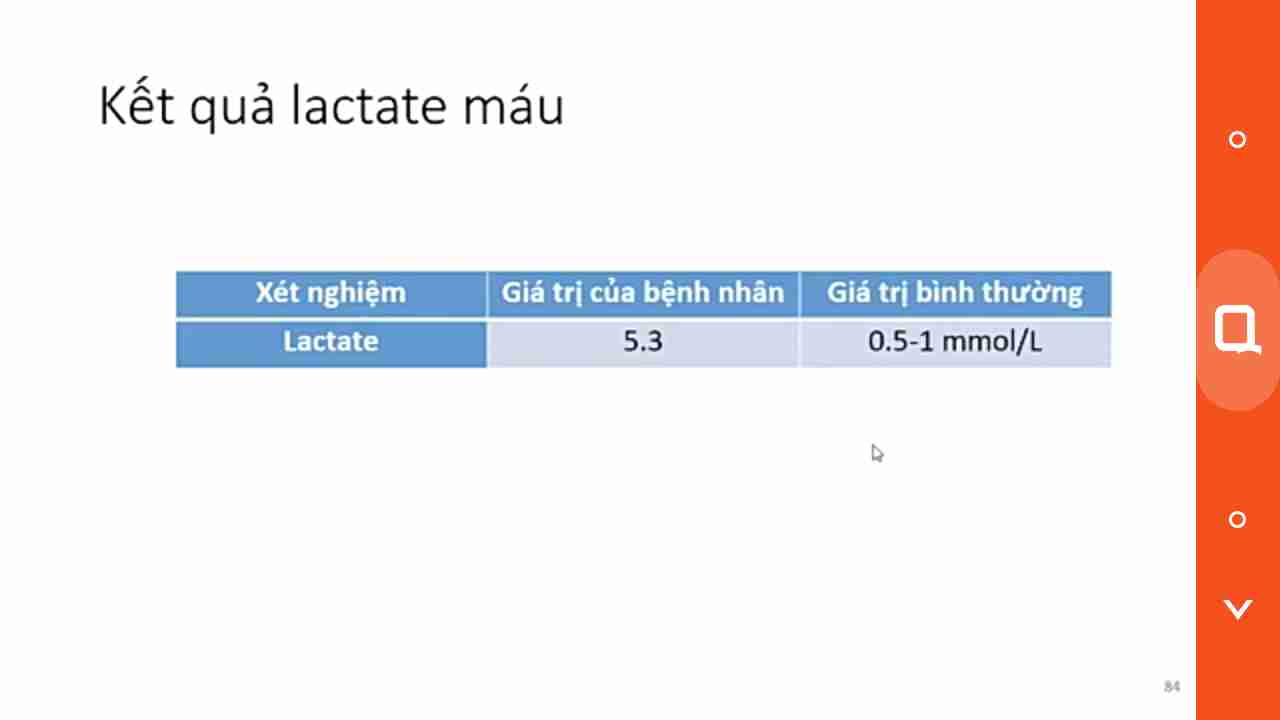 Kết quả lactate máu
Xét nghiệm Giá trị của bệnh nhân Giá trị bình thường
Lactate 5.3 0.5-1 mmol/L
84